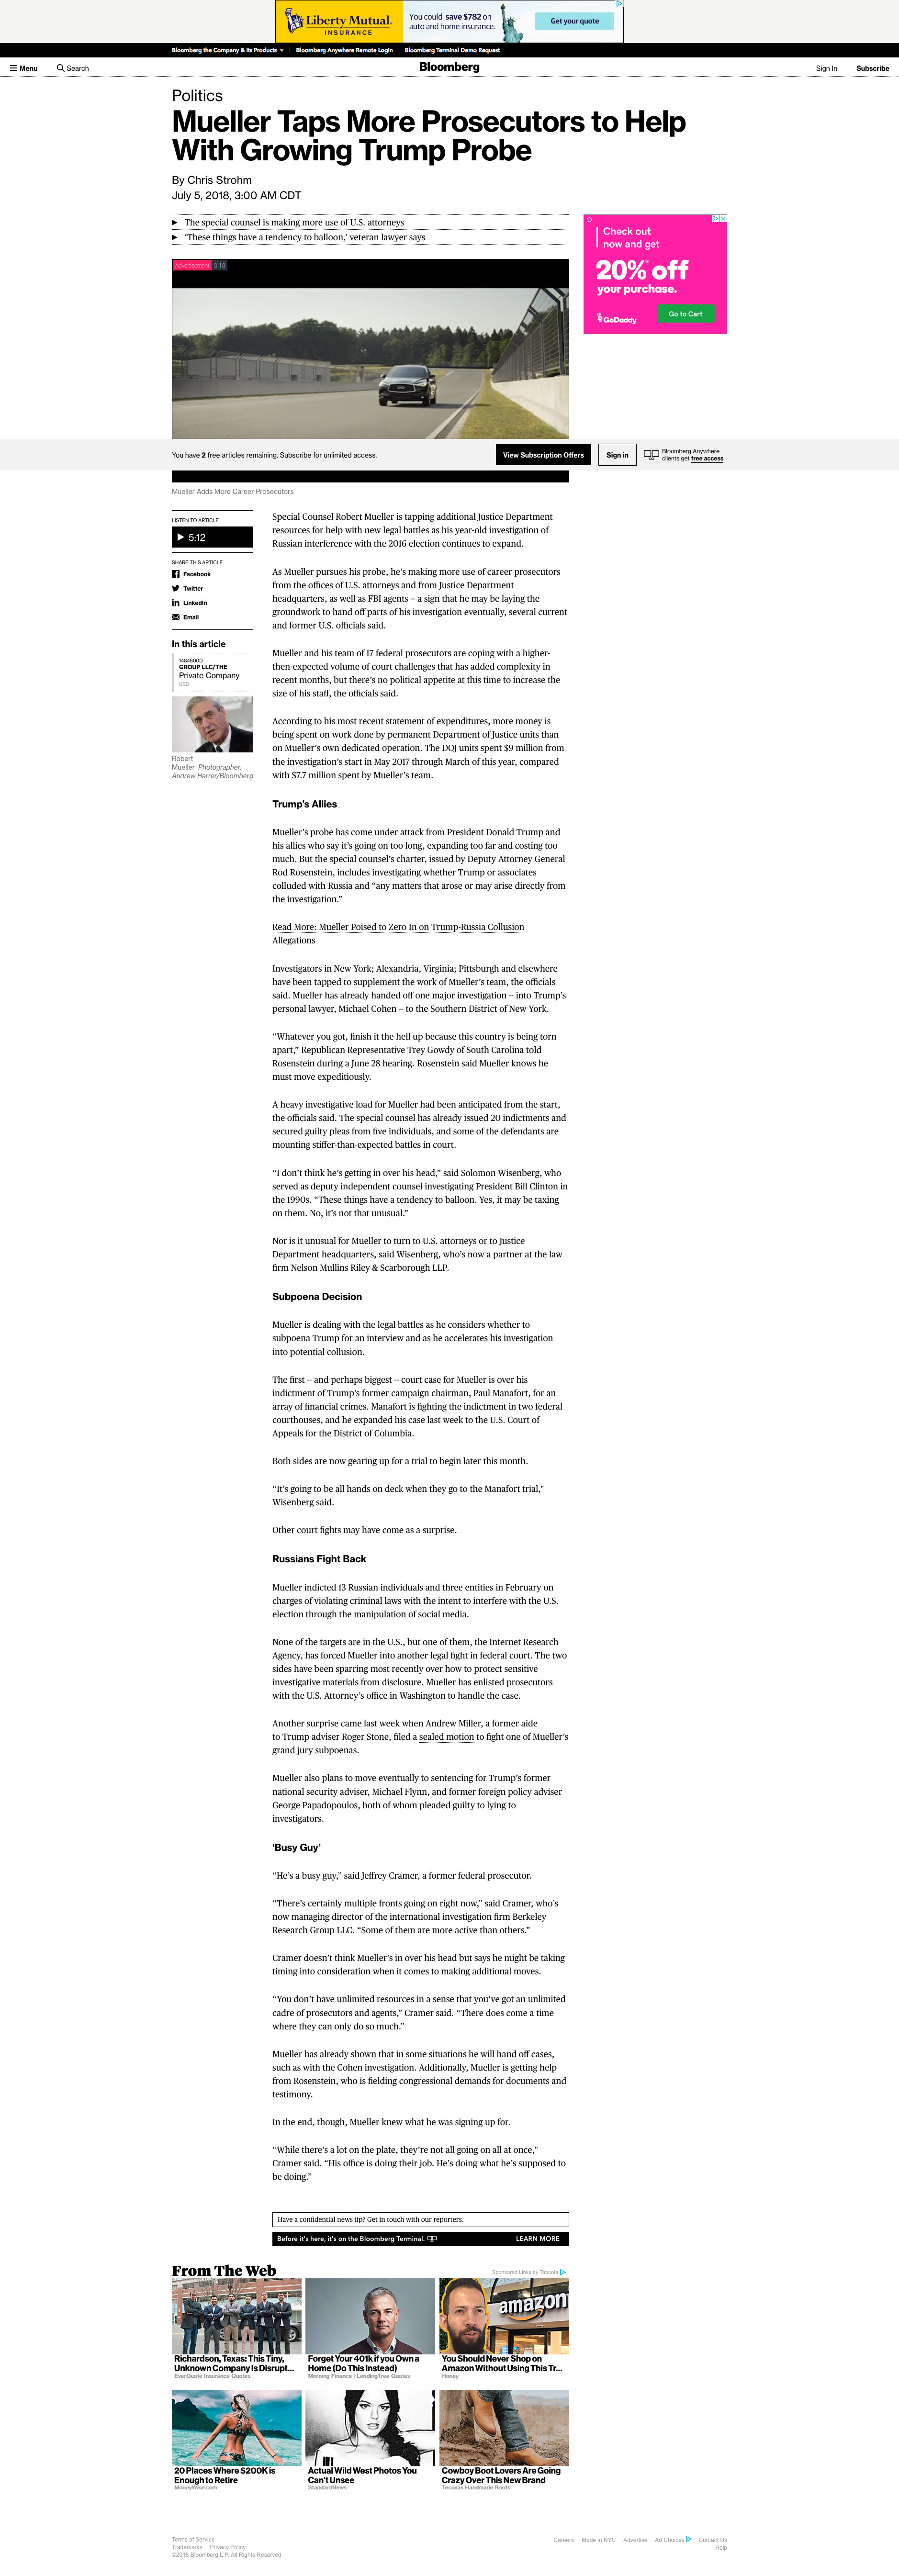 Liberty Mutual.
INSURANCE
You could save $782 on
auto and home insurance.
Get your quote
Bloomberg the Company & Its Products
Bloomberg Anywhere Remote Login
Bloomberg Terminal Demo Request
Menu
Search
Bloomberg
Sign In
Subscribe
Politics
Mueller Taps More Prosecutors to Help
With Growing Trump Probe
By Chris Strohm
July 5, 2018, 3:00 AM CDT
The special counsel is making more use of U.S. attorneys
'These things have a tendency to balloon,' veteran lawyer says
Check out
now and get
20% off*
your purchase.
GoDaddy
Go to Cart
Advertisement 0:13
You have 2 free articles remaining. Subscribe for unlimited access.
View Subscription Offers
Sign in
Bloomberg Anywhere
clients get free access
Mueller Adds More Career Prosecutors
LISTEN TO ARTICLE
5:12
SHARE THIS ARTICLE
Facebook
Twitter
LinkedIn
Email
In this article
1484600D
GROUP LLC/THE
Private Company
USD
Robert
Mueller Photographer:
Andrew Harrer/Bloomberg
Special Counsel Robert Mueller is tapping additional Justice Department
resources for help with new legal battles as his year-old investigation of
Russian interference with the 2016 election continues to expand.
As Mueller pursues his probe, he's making more use of career prosecutors
from the offices of U.S. attorneys and from Justice Department
headquarters, as well as FBI agents -- a sign that he may be laying the
groundwork to hand off parts of his investigation eventually, several current
and former U.S. officials said.
Mueller and his team of 17 federal prosecutors are coping with a higher-
then-expected volume of court challenges that has added complexity in
recent months, but there's no political appetite at this time to increase the
size of his staff, the officials said.
According to his most recent statement of expenditures, more money is
being spent on work done by permanent Department of Justice units than
on Mueller's own dedicated operation. The DOJ units spent $9 million from
the investigation's start in May 2017 through March of this year, compared
with $7.7 million spent by Mueller's team.
Trump's Allies
Mueller's probe has come under attack from President Donald Trump and
his allies who say it's going on too long, expanding too far and costing too
much. But the special counsel's charter, issued by Deputy Attorney General
Rod Rosenstein, includes investigating whether Trump or associates
colluded with Russia and "any matters that arose or may arise directly from
the investigation."
Read More: Mueller Poised to Zero In on Trump-Russia Collusion
Allegations
Investigators in New York; Alexandria, Virginia; Pittsburgh and elsewhere
have been tapped to supplement the work of Mueller's team, the officials
said. Mueller has already handed off one major investigation -- into Trump's
personal lawyer, Michael Cohen -- to the Southern District of New York.
"Whatever you got, finish it the hell up because this country is being torn
apart," Republican Representative Trey Gowdy of South Carolina told
Rosenstein during a June 28 hearing. Rosenstein said Mueller knows he
must move expeditiously.
A heavy investigative load for Mueller had been anticipated from the start,
the officials said. The special counsel has already issued 20 indictments and
secured guilty pleas from five individuals, and some of the defendants are
mounting stiffer-than-expected battles in court.
"I don't think he's getting in over his head," said Solomon Wisenberg, who
served as deputy independent counsel investigating President Bill Clinton in
the 1990s. "These things have a tendency to balloon. Yes, it may be taxing
on them. No, it's not that unusual."
Nor is it unusual for Mueller to turn to U.S. attorneys or to Justice
Department headquarters, said Wisenberg, who's now a partner at the law
firm Nelson Mullins Riley & Scarborough LLP.
Subpoena Decision
Mueller is dealing with the legal battles as he considers whether to
subpoena Trump for an interview and as he accelerates his investigation
into potential collusion.
The first -- and perhaps biggest -- court case for Mueller is over his
indictment of Trump's former campaign chairman, Paul Manafort, for an
array of financial crimes. Manafort is fighting the indictment in two federal
courthouses, and he expanded his case last week to the U.S. Court of
Appeals for the District of Columbia.
Both sides are now gearing up for a trial to begin later this month.
"It's going to be all hands on deck when they go to the Manafort trial,"
Wisenberg said.
Other court fights may have come as a surprise.
Russians Fight Back
Mueller indicted 13 Russian individuals and three entities in February on
charges of violating criminal laws with the intent to interfere with the U.S.
election through the manipulation of social media.
None of the targets are in the U.S., but one of them, the Internet Research
Agency, has forced Mueller into another legal fight in federal court. The two
sides have been sparring most recently over how to protect sensitive
investigative materials from disclosure. Mueller has enlisted prosecutors
with the U.S. Attorney's office in Washington to handle the case.
Another surprise came last week when Andrew Miller, a former aide
to Trump adviser Roger Stone, filed a sealed motion to fight one of Mueller's
grand jury subpoenas.
Mueller also plans to move eventually to sentencing for Trump's former
national security adviser, Michael Flynn, and former foreign policy adviser
George Papadopoulos, both of whom pleaded guilty to lying to
investigators.
'Busy Guy'
"He's a busy guy," said Jeffrey Cramer, a former federal prosecutor.
"There's certainly multiple fronts going on right now," said Cramer, who's
now managing director of the international investigation firm Berkeley
Research Group LLC. "Some of them are more active than others."
Cramer doesn't think Mueller's in over his head but says he might be taking
timing into consideration when it comes to making additional moves.
"You don't have unlimited resources in a sense that you've got an unlimited
cadre of prosecutors and agents," Cramer said. "There does come a time
where they can only do so much."
Mueller has already shown that in some situations he will hand off cases,
such as with the Cohen investigation. Additionally, Mueller is getting help
from Rosenstein, who is fielding congressional demands for documents and
testimony.
In the end, though, Mueller knew what he was signing up for.
"While there's a lot on the plate, they're not all going on all at once,"
Cramer said. "His office is doing their job. He's doing what he's supposed to
be doing."
Have a confidential news tip? Get in touch with our reporters.
Before it's here, it's on the Bloomberg Terminal.
LEARN MORE
From The Web
Sponsored Links by Taboola
amazon
Richardson, Texas: This Tiny,
Unknown Company Is Disrupt...
EverQuote Insurance Quotes
Forget Your 401k if you Own a
Home (Do This Instead)
Morning Finance | LendingTree Quotes
You Should Never Shop on
Amazon Without Using This Tr...
Honey
20 Places Where $200K is
Enough to Retire
MoneyWise.com
Actual Wild West Photos You
Can't Unsee
StandardNews
Cowboy Boot Lovers Are Going
Crazy Over This New Brand
Tecovas Handmade Boots
Terms of Service
Trademarks
Privacy Policy
©2018 Bloomberg L.P. All Rights Reserved
Careers
Made in NYC
Advertise
Ad Choices
Contact Us
Help